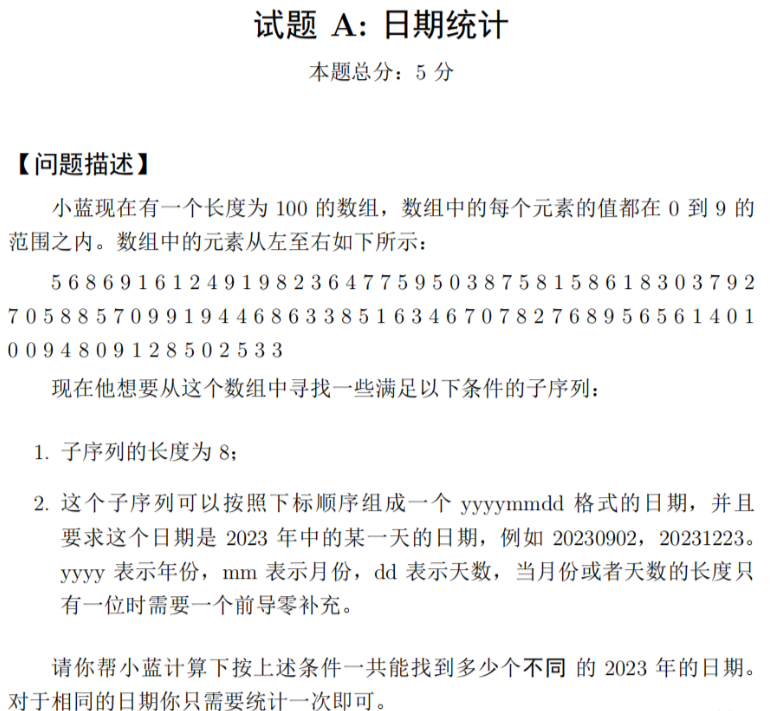 试题 A: 日期统计
本题总分：5 分
【问题描述】
小蓝现在有一个长度为 100 的数组，数组中的每个元素的值都在 0 到 9 的
范围之内。数组中的元素从左至右如下所示：
5 6 8 6 9 1 6 1 2 4 9 1 9 8 2 3 6 4 7 7 5 9 5 0 3 8 7 5 8 1 5 8 6 1 8 3 0 3 7 9 2
7 0 5 8 8 5 7 0 9 9 1 9 4 4 6 8 6 3 3 8 5 1 6 3 4 6 7 0 7 8 2 7 6 8 9 5 6 5 6 1 4 0 1
0 0 9 4 8 0 9 1 2 8 5 0 2 5 3 3
现在他想要从这个数组中寻找一些满足以下条件的子序列：
1. 子序列的长度为 8；
2. 这个子序列可以按照下标顺序组成一个 yyyymmdd 格式的日期，并且
要求这个日期是 2023 年中的某一天的日期，例如 20230902，20231223。
yyyy 表示年份，mm 表示月份，dd 表示天数，当月份或者天数的长度只
有一位时需要一个前导零补充。
请你帮小蓝计算下按上述条件一共能找到多少个不同 的 2023 年的日期。
对于相同的日期你只需要统计一次即可。